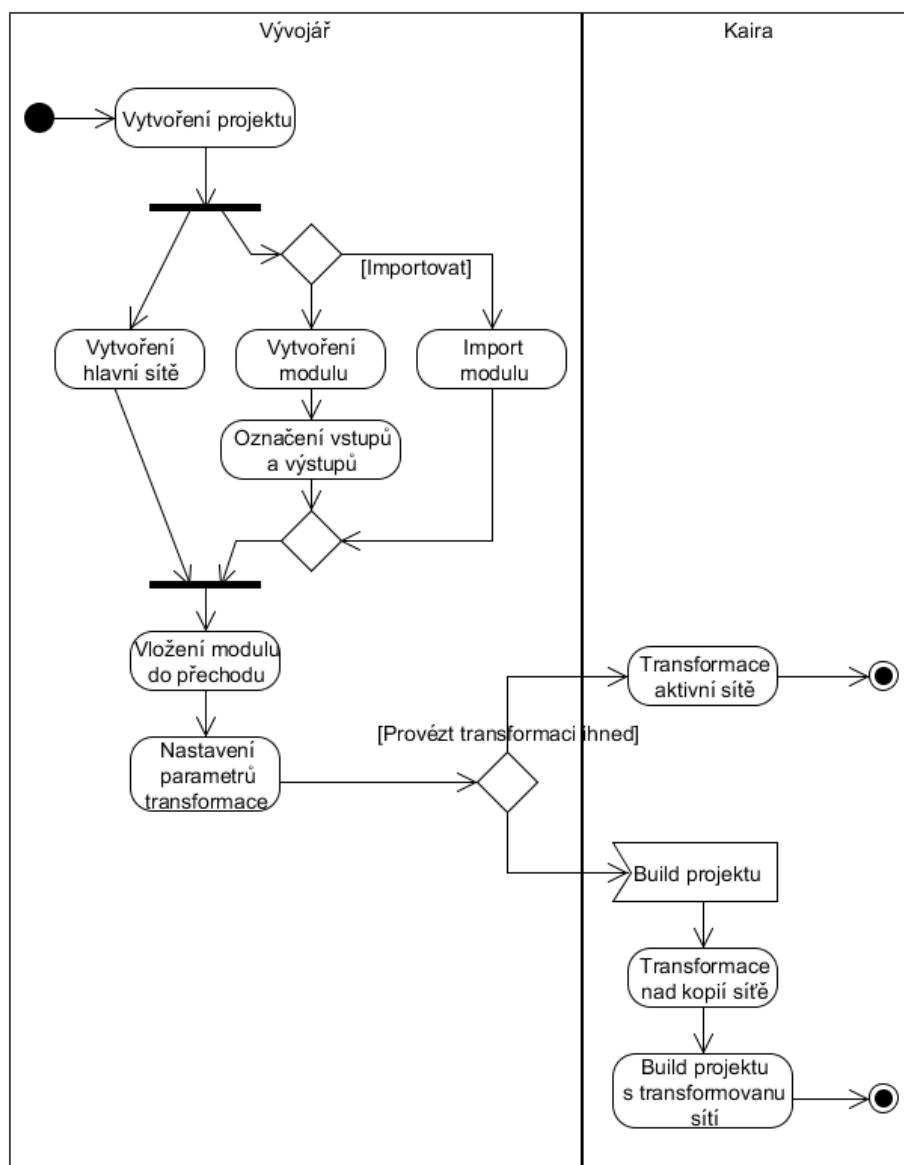 Vývojář
Kaira
Vytvoření projektu
[Importovat]
Vytvoření
hlavní sítě
Vytvoření
modulu
Import
modulu
Označení vstupů
a výstupů
Vložení modulu
do přechodu
Transformace
aktivní sítě
[Provézt transformaci ihned]
Nastavení
parametrů
transformace
Build projektu
Transformace
nad kopií síťě
Build projektu
s transformovanu
sítí